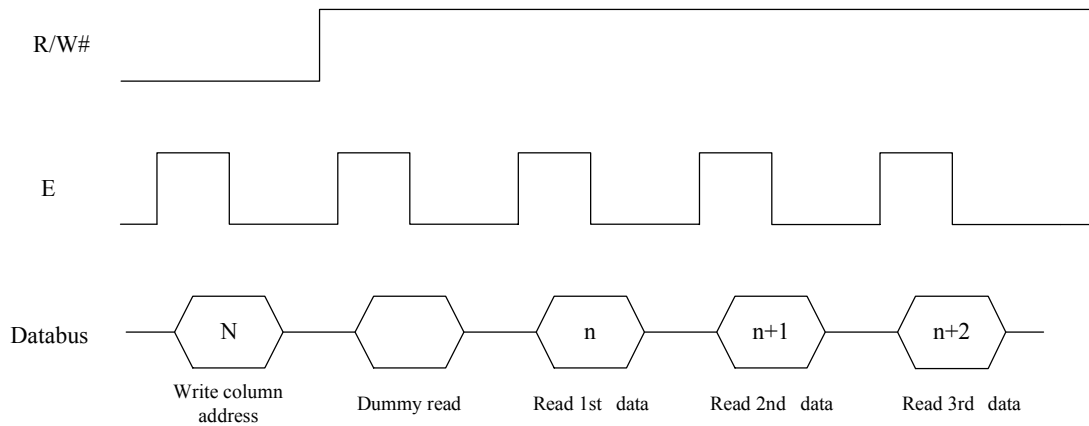 R/W#
E
Databus
N
n
n+1
n+2
Write column
address
Dummy read
Read 1st data
Read 2nd data
Read 3rd data